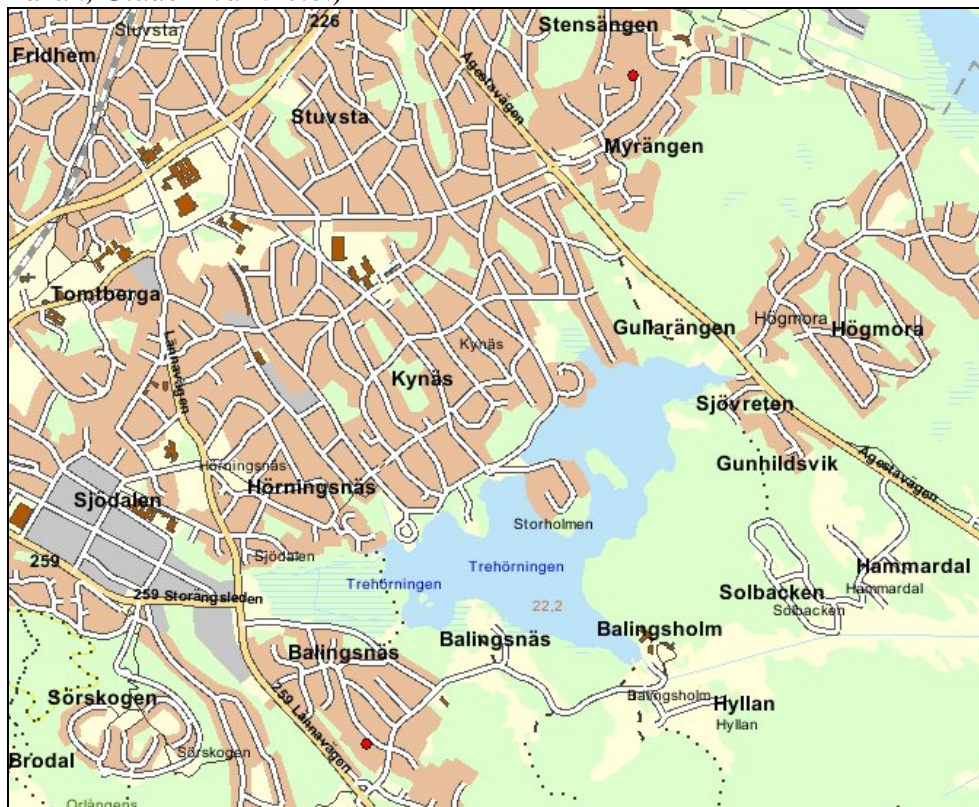 Stuvsta
226
Stensängen
Fridhem
Ågestavägen
Stuvsta
Myrängen
Tomtberga
Gullarängen
Högmora
Högmora
Lännavägen
Kynäs
Kynäs
Sjövreten
Gunhildsvik
Ågestavägen
Hörningsnäs
Hörningsnäs
Sjödalen
Storholmen
259
Sjödalen
Trehörningen
Trehörningen
Hammardal
Hammardal
259 Storängsleden
22,2
Solbacken
Solbacken
Balingsnäs
Balingsnäs
Balingsholm
Balingsholm
Sörskogen
259 Lännavägen
Hyllan
Hyllan
Sörskogen
Brodal
Orlångens